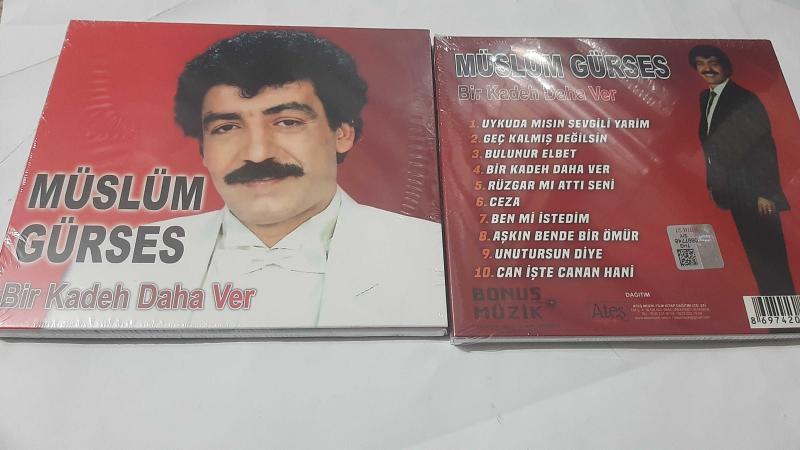 MÜSLÜM
GÜRSES
Bir Kadeh Daha Ver
MÜSLÜM GÜRSES
Bir Kadeh Daha Ver
1. UYKUDA MISIN SEVGİLİ YARİM
2. GEÇ KALMIŞ DEĞİLSİN
3. BULUNUR ELBET
4. BİR KADEH DAHA VER
5. RÜZGAR MI ATTI SENİ
6. CEZA
7. BEN Mİ İSTEDİM
8. AŞKIN BENDE BİR ÖMÜR
9. UNUTURSUN DİYE
10. CAN İŞTE CANAN HANİ
BONUS
MÜZİK
Ateş
DAĞITIM
8 697420